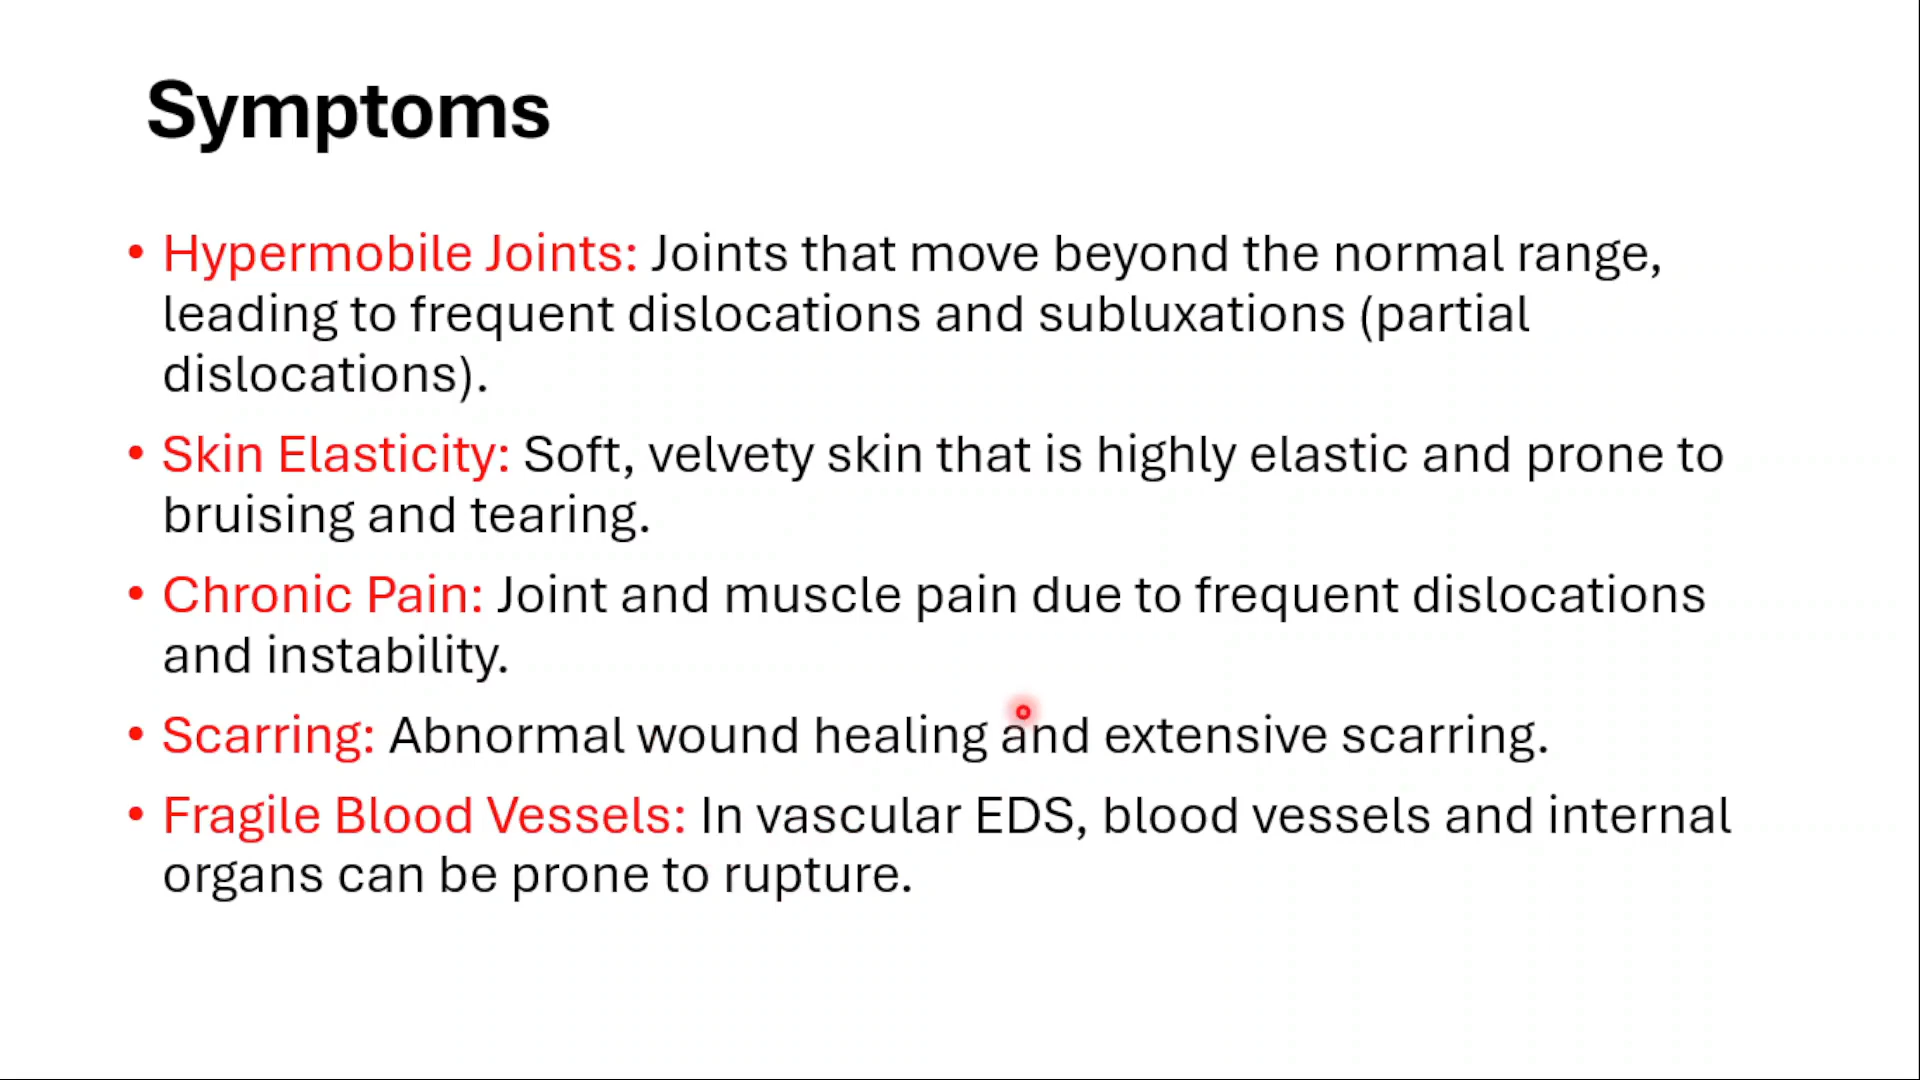 Symptoms
• Hypermobile Joints: Joints that move beyond the normal range,
leading to frequent dislocations and subluxations (partial
dislocations).
• Skin Elasticity: Soft, velvety skin that is highly elastic and prone to
bruising and tearing.
• Chronic Pain: Joint and muscle pain due to frequent dislocations
and instability.
• Scarring: Abnormal wound healing and extensive scarring.
• Fragile Blood Vessels: In vascular EDS, blood vessels and internal
organs can be prone to rupture.